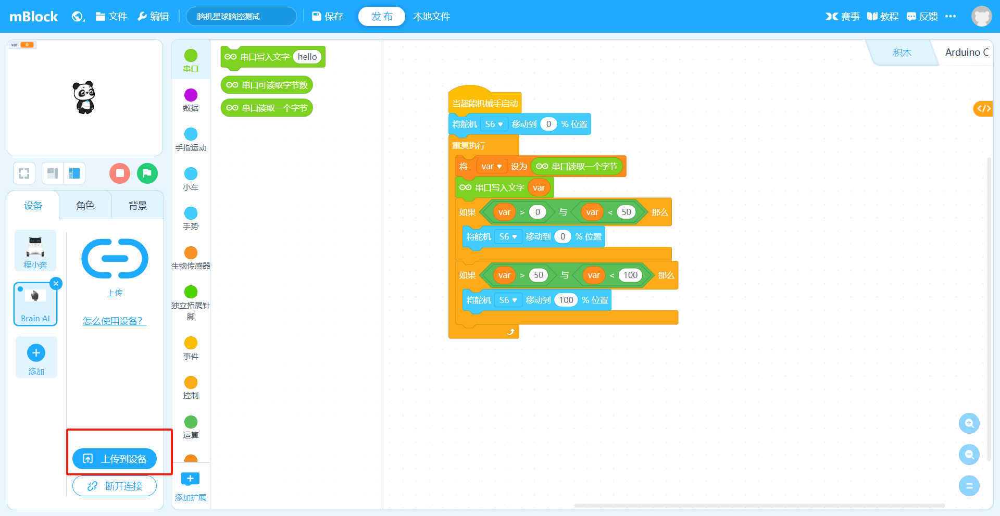 mBlock 文件 编辑 脑机星球脑控测试 保存 发布 本地文件 赛事 教程 反馈
var 0
设备 角色 背景
程小奔
Brain AI
添加
上传
怎么使用设备?
上传到设备
断开连接
串口
数据
手指运动
小车
手势
生物传感器
独立拓展针
脚
事件
控制
运算
添加扩展
串口写入文字 hello
串口可读取字节数
串口读取一个字节
积木 Arduino C
当超能机械手启动
将舵机 S6 移动到 0 % 位置
重复执行
将 var 设为 串口读取一个字节
串口写入文字 var
如果 var > 0 与 var < 50 那么
将舵机 S6 移动到 0 % 位置
如果 var > 50 与 var < 100 那么
将舵机 S6 移动到 100 % 位置